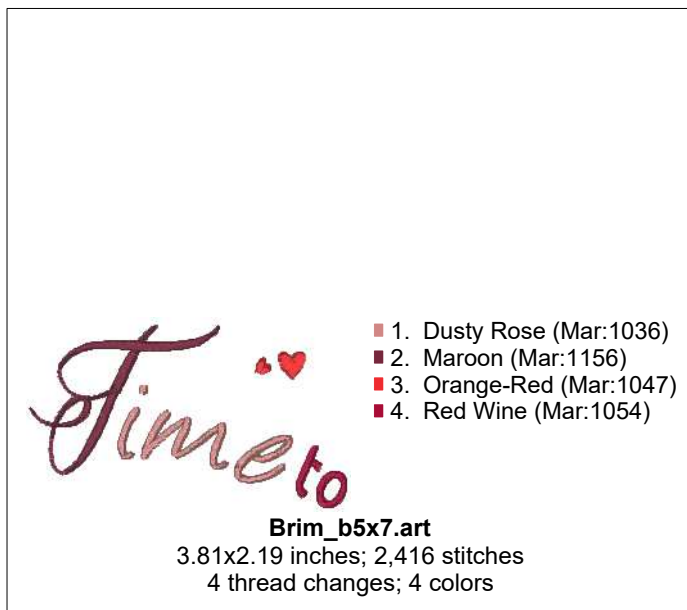 Time
to
1. Dusty Rose (Mar:1036)
2. Maroon (Mar:1156)
3. Orange-Red (Mar:1047)
4. Red Wine (Mar:1054)
Brim_b5x7.art
3.81x2.19 inches; 2,416 stitches
4 thread changes; 4 colors